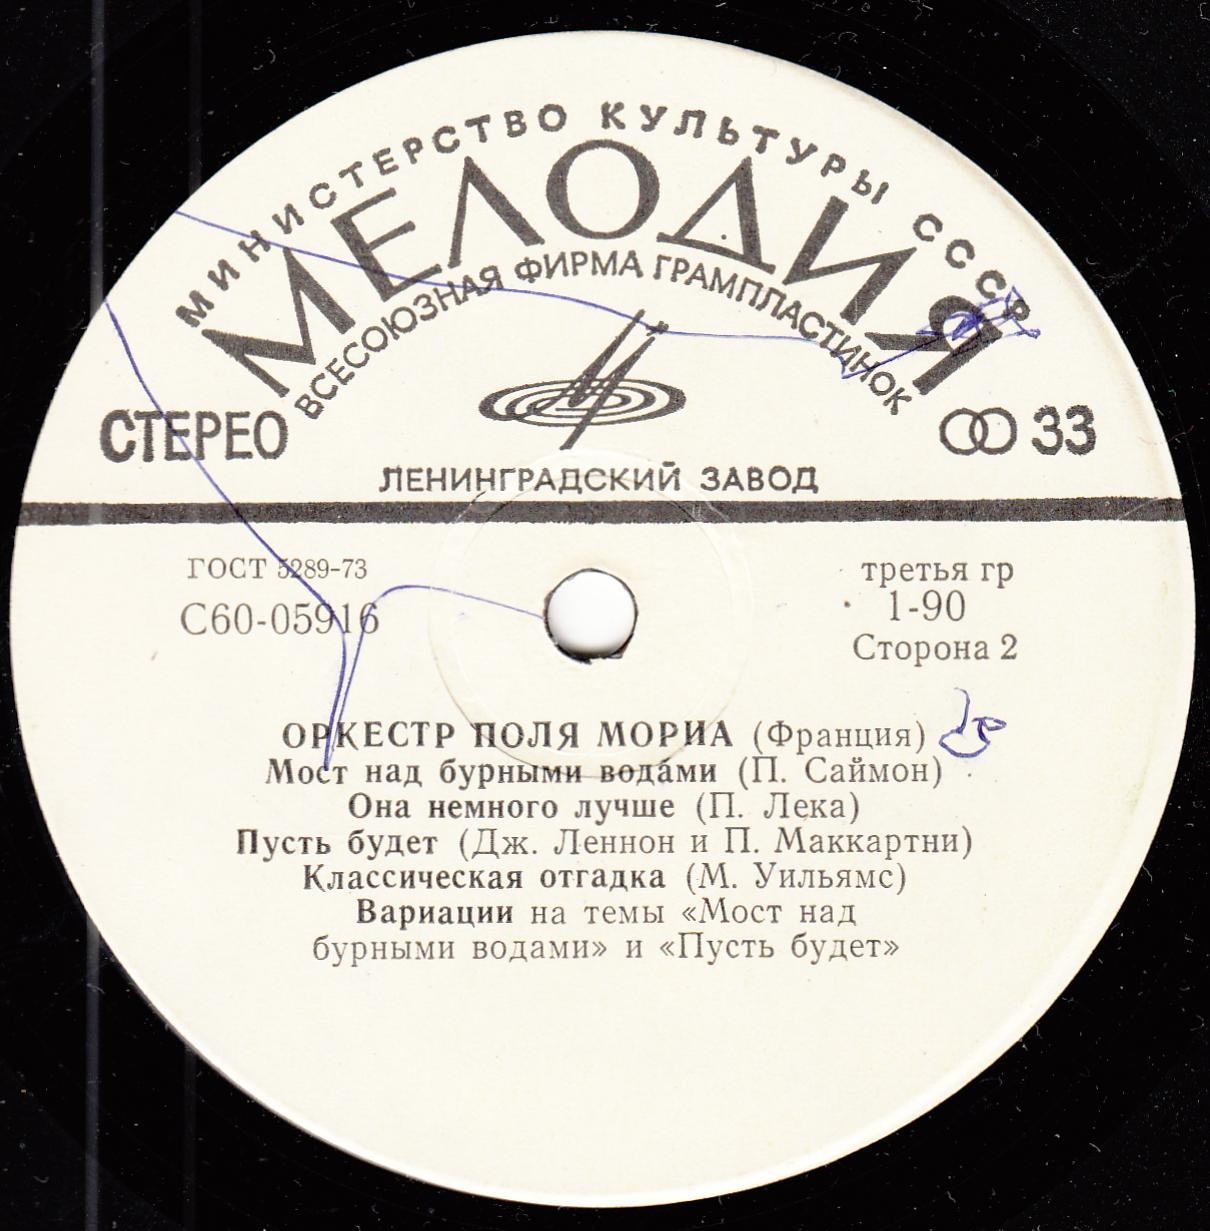 МИНИСТЕРСТВО КУЛЬТУРЫ СССР
МЕЛОДИЯ
ВСЕСОЮЗНАЯ ФИРМА ГРАМПЛАСТИНОК
СТЕРЕО
33
ЛЕНИНГРАДСКИЙ ЗАВОД
ГОСТ 5289-73
третья гр
С60-05916
1-90
Сторона 2
ОРКЕСТР ПОЛЯ МОРИА (Франция)
Мост над бурными вода́ми (П. Саймон)
Она немного лучше (П. Лека)
Пусть будет (Дж. Леннон и П. Маккартни)
Классическая отгадка (М. Уильямс)
Вариации на темы «Мост над
бурными водами» и «Пусть будет»